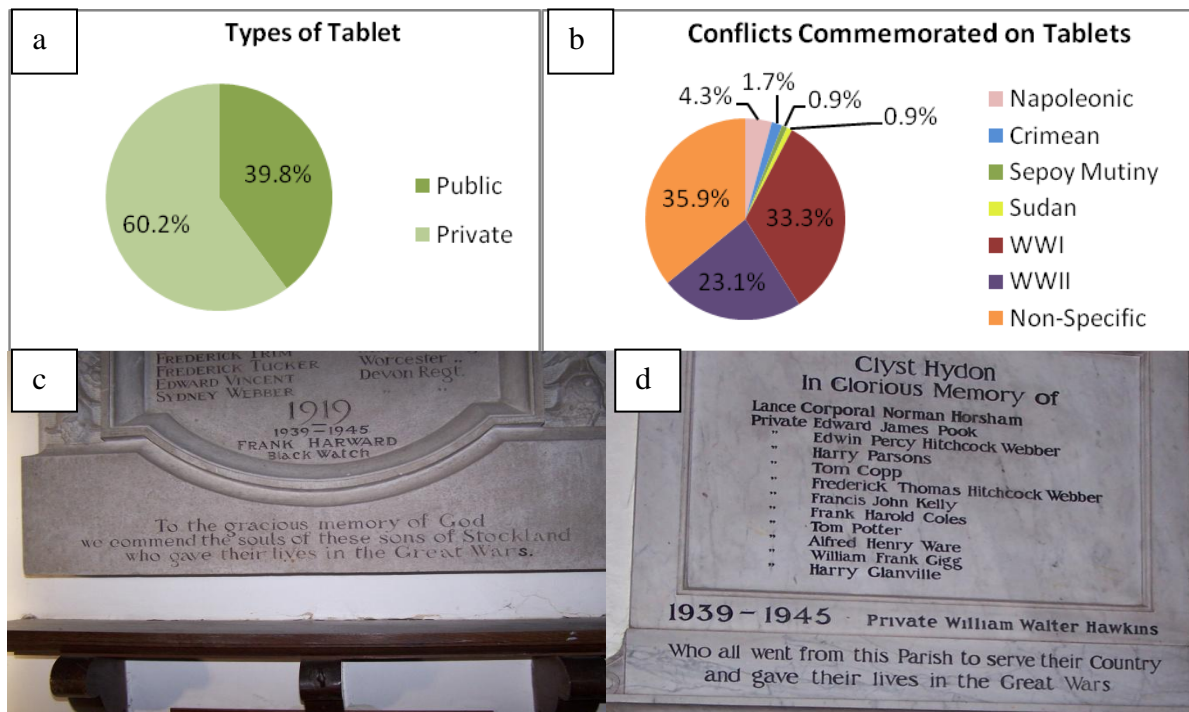 a
Types of Tablet
39.8%
60.2%
Public
Private
b
Conflicts Commemorated on Tablets
4.3%
1.7%
0.9%
0.9%
35.9%
33.3%
23.1%
Napoleonic
Crimean
Sepoy Mutiny
Sudan
WWI
WWII
Non-Specific
c
FREDERICK TRIM
FREDERICK TUCKER Worcester „
EDWARD VINCENT Devon Regt.
SYDNEY WEBBER „ „
1919
1939–1945
FRANK HARWARD
Black Watch
To the gracious memory of God
we commend the souls of these sons of Stockland
who gave their lives in the Great Wars.
d
Clyst Hydon
In Glorious Memory of
Lance Corporal Norman Horsham
Private Edward James Pook
„ Edwin Percy Hitchcock Webber
„ Harry Parsons
„ Tom Copp
„ Frederick Thomas Hitchcock Webber
„ Francis John Kelly
„ Frank Harold Coles
„ Tom Potter
„ Alfred Henry Ware
„ William Frank Gigg
„ Harry Glanville
1939–1945 Private William Walter Hawkins
Who all went from this Parish to serve their Country
and gave their lives in the Great Wars